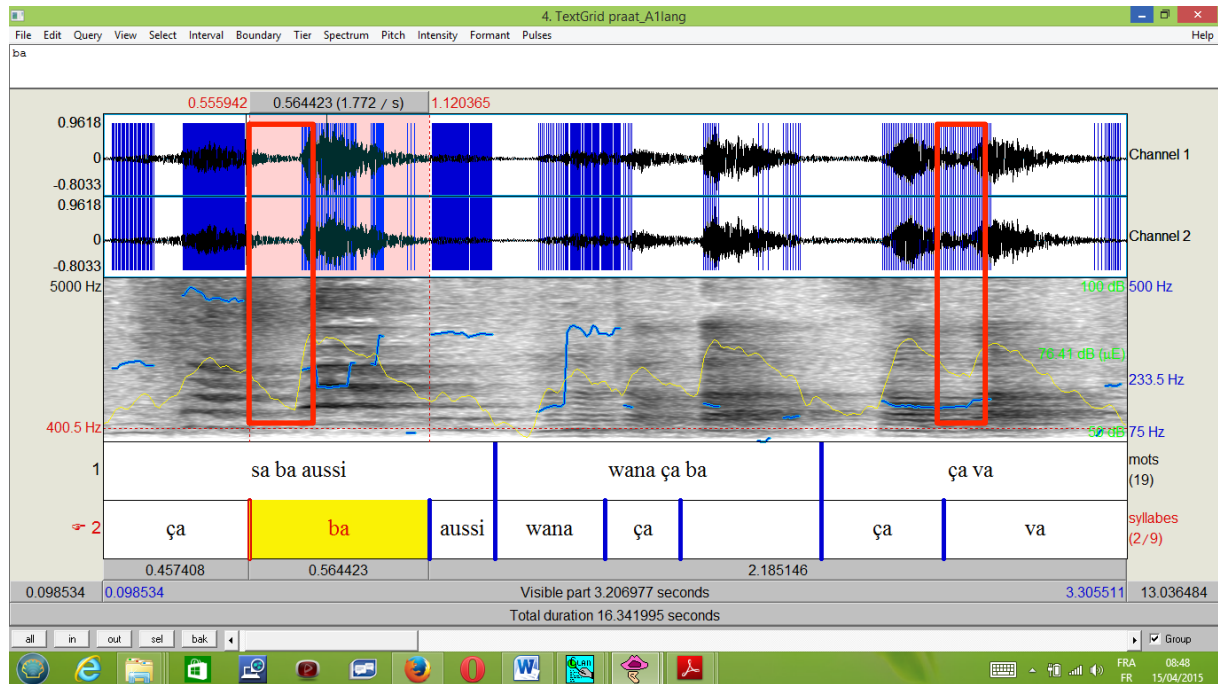 4. TextGrid praat_A1lang
File Edit Query View Select Interval Boundary Tier Spectrum Pitch Intensity Formant Pulses Help
ba
0.555942 0.564423 (1.772 / s) 1.120365
0.9618
0
-0.8033
Channel 1
0.9618
0
-0.8033
Channel 2
5000 Hz 100 dB 500 Hz
78.41 dB (µE)
233.5 Hz
400.5 Hz 50 dB 75 Hz
1 sa ba aussi wana ça ba ça va mots (19)
2 ça ba aussi wana ça ça va syllabes (2/9)
0.457408 0.564423 2.185146
0.098534 0.098534 Visible part 3.206977 seconds 3.305511 13.036484
Total duration 16.341995 seconds
all in out sel bak Group
W FRA 08:48
FR 15/04/2015